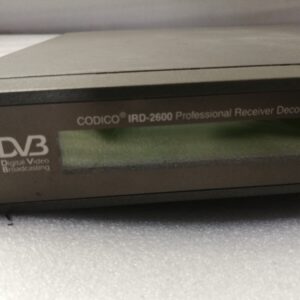 CODICO® IRD-2600 Professional Receiver Deco
DVB
Digital Video
Broadcasting